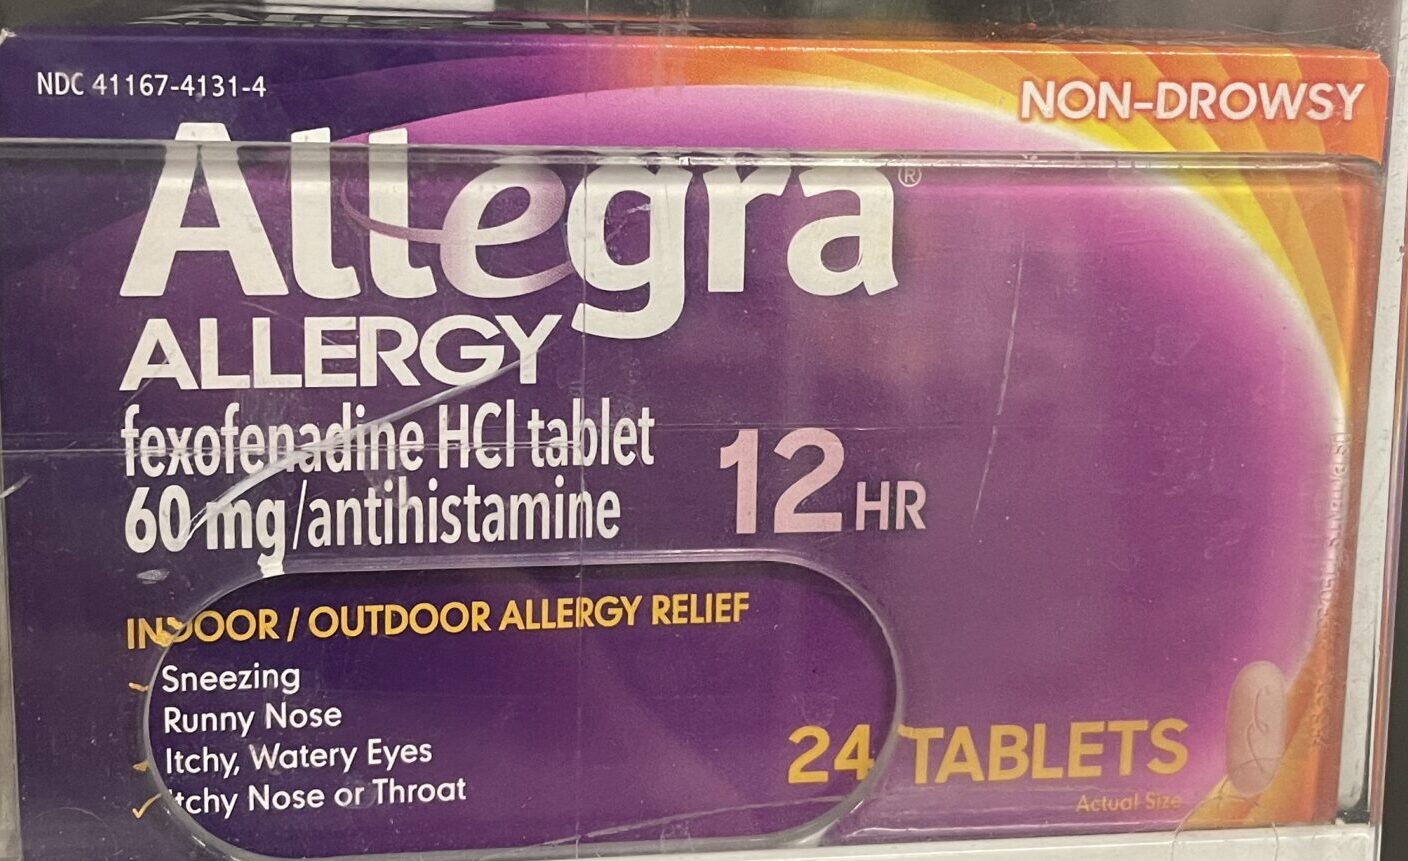 NDC 41167-4131-4
NON-DROWSY
Allegra®
ALLERGY
fexofenadine HCl tablet
60 mg/antihistamine
12 HR
INDOOR / OUTDOOR ALLERGY RELIEF
Sneezing
Runny Nose
Itchy, Watery Eyes
Itchy Nose or Throat
24 TABLETS
Actual Size